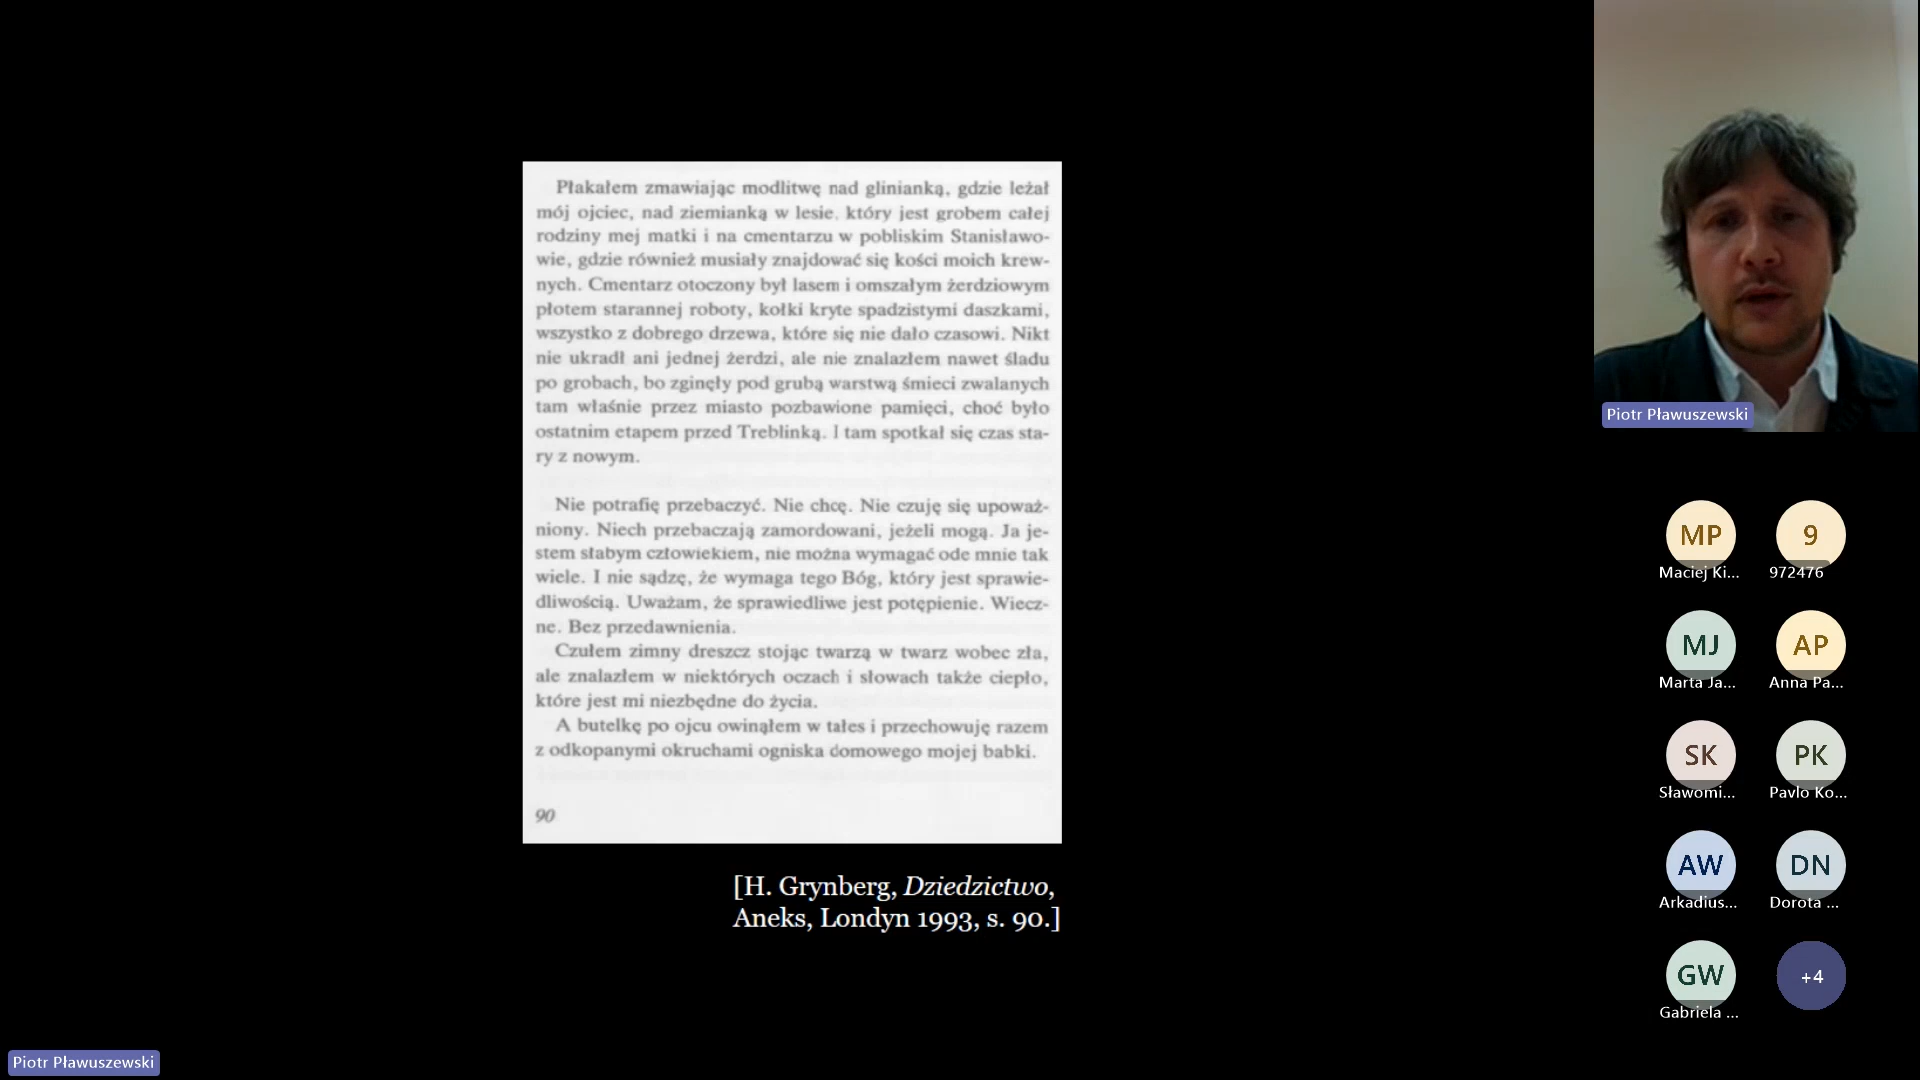 Płakałem zmawiając modlitwę nad glinianką, gdzie leżał
mój ojciec, nad ziemianką w lesie, który jest grobem całej
rodziny mej matki i na cmentarzu w pobliskim Stanisławo-
wie, gdzie również musiały znajdować się kości moich krew-
nych. Cmentarz otoczony był lasem i omszałym żerdziowym
płotem starannej roboty, kołki kryte spadzistymi daszkami,
wszystko z dobrego drzewa, które się nie dało czasowi. Nikt
nie ukradł ani jednej żerdzi, ale nie znalazłem nawet śladu
po grobach, bo zginęły pod grubą warstwą śmieci zwalanych
tam właśnie przez miasto pozbawione pamięci, choć było
ostatnim etapem przed Treblinką. I tam spotkał się czas sta-
ry z nowym.
Nie potrafię przebaczyć. Nie chcę. Nie czuję się upoważ-
niony. Niech przebaczają zamordowani, jeżeli mogą. Ja je-
stem słabym człowiekiem, nie można wymagać ode mnie tak
wiele. I nie sądzę, że wymaga tego Bóg, który jest sprawie-
dliwością. Uważam, że sprawiedliwe jest potępienie. Wiecz-
ne. Bez przedawnienia.
Czułem zimny dreszcz stojąc twarzą w twarz wobec zła,
ale znalazłem w niektórych oczach i słowach także ciepło,
które jest mi niezbędne do życia.
A butelkę po ojcu owinąłem w tałes i przechowuję razem
z odkopanymi okruchami ogniska domowego mojej babki.
90
[H. Grynberg, Dziedzictwo,
Aneks, Londyn 1993, s. 90.]
Piotr Pławuszewski
MP
Maciej Ki...
9
972476
MJ
Marta Ja...
AP
Anna Pa...
SK
Sławomi...
PK
Pavlo Ko...
AW
Arkadius...
DN
Dorota ...
GW
Gabriela ...
+4
Piotr Pławuszewski